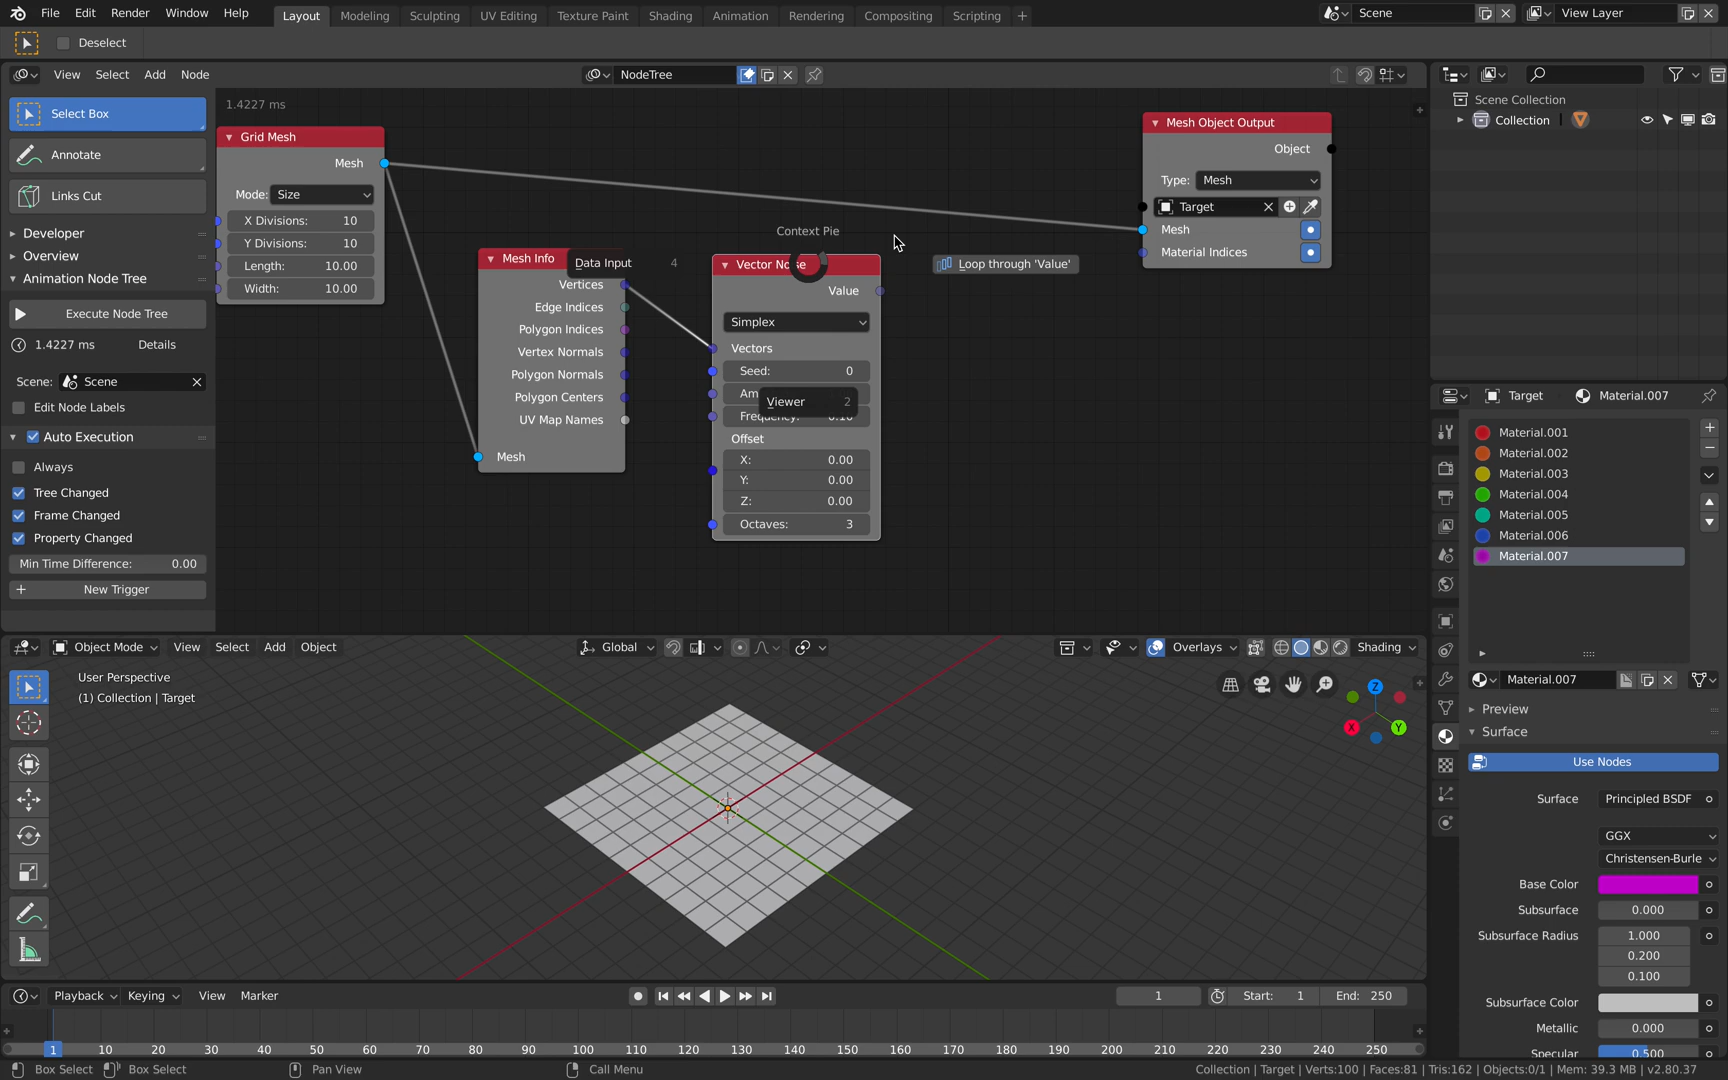 File Edit Render Window Help Layout Modeling Sculpting UV Editing Texture Paint Shading Animation Rendering Compositing Scripting + Scene View Layer
Deselect
View Select Add Node NodeTree
Select Box
Annotate
Links Cut
Developer
Overview
Animation Node Tree
Execute Node Tree
1.4227 ms Details
Scene: Scene
Edit Node Labels
Auto Execution
Always
Tree Changed
Frame Changed
Property Changed
Min Time Difference: 0.00
New Trigger
1.4227 ms
Grid Mesh
Mesh
Mode: Size
X Divisions: 10
Y Divisions: 10
Length: 10.00
Width: 10.00
Mesh Info
Vertices
Edge Indices
Polygon Indices
Vertex Normals
Polygon Normals
Polygon Centers
UV Map Names
Mesh
Data Input 4
Context Pie
Vector Noise
Value
Simplex
Vectors
Seed: 0
Viewer 2
Frequency: 0.10
Offset
X: 0.00
Y: 0.00
Z: 0.00
Octaves: 3
Loop through 'Value'
Mesh Object Output
Object
Type: Mesh
Target
Mesh
Material Indices
Scene Collection
Collection
Target Material.007
Material.001
Material.002
Material.003
Material.004
Material.005
Material.006
Material.007
Material.007
Preview
Surface
Use Nodes
Surface Principled BSDF
GGX
Christensen-Burle
Base Color
Subsurface 0.000
Subsurface Radius 1.000
0.200
0.100
Subsurface Color
Metallic 0.000
Specular 0.500
Object Mode View Select Add Object Global Overlays Shading
User Perspective
(1) Collection | Target
Z
X
Y
Playback Keying View Marker 1 Start: 1 End: 250
1 10 20 30 40 50 60 70 80 90 100 110 120 130 140 150 160 170 180 190 200 210 220 230 240 250
Box Select Box Select Pan View Call Menu Collection | Target | Verts:100 | Faces:81 | Tris:162 | Objects:0/1 | Mem: 39.3 MB | v2.80.37